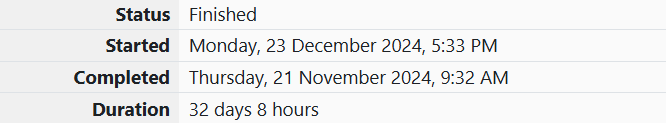 Status Finished
Started Monday, 23 December 2024, 5:33 PM
Completed Thursday, 21 November 2024, 9:32 AM
Duration 32 days 8 hours